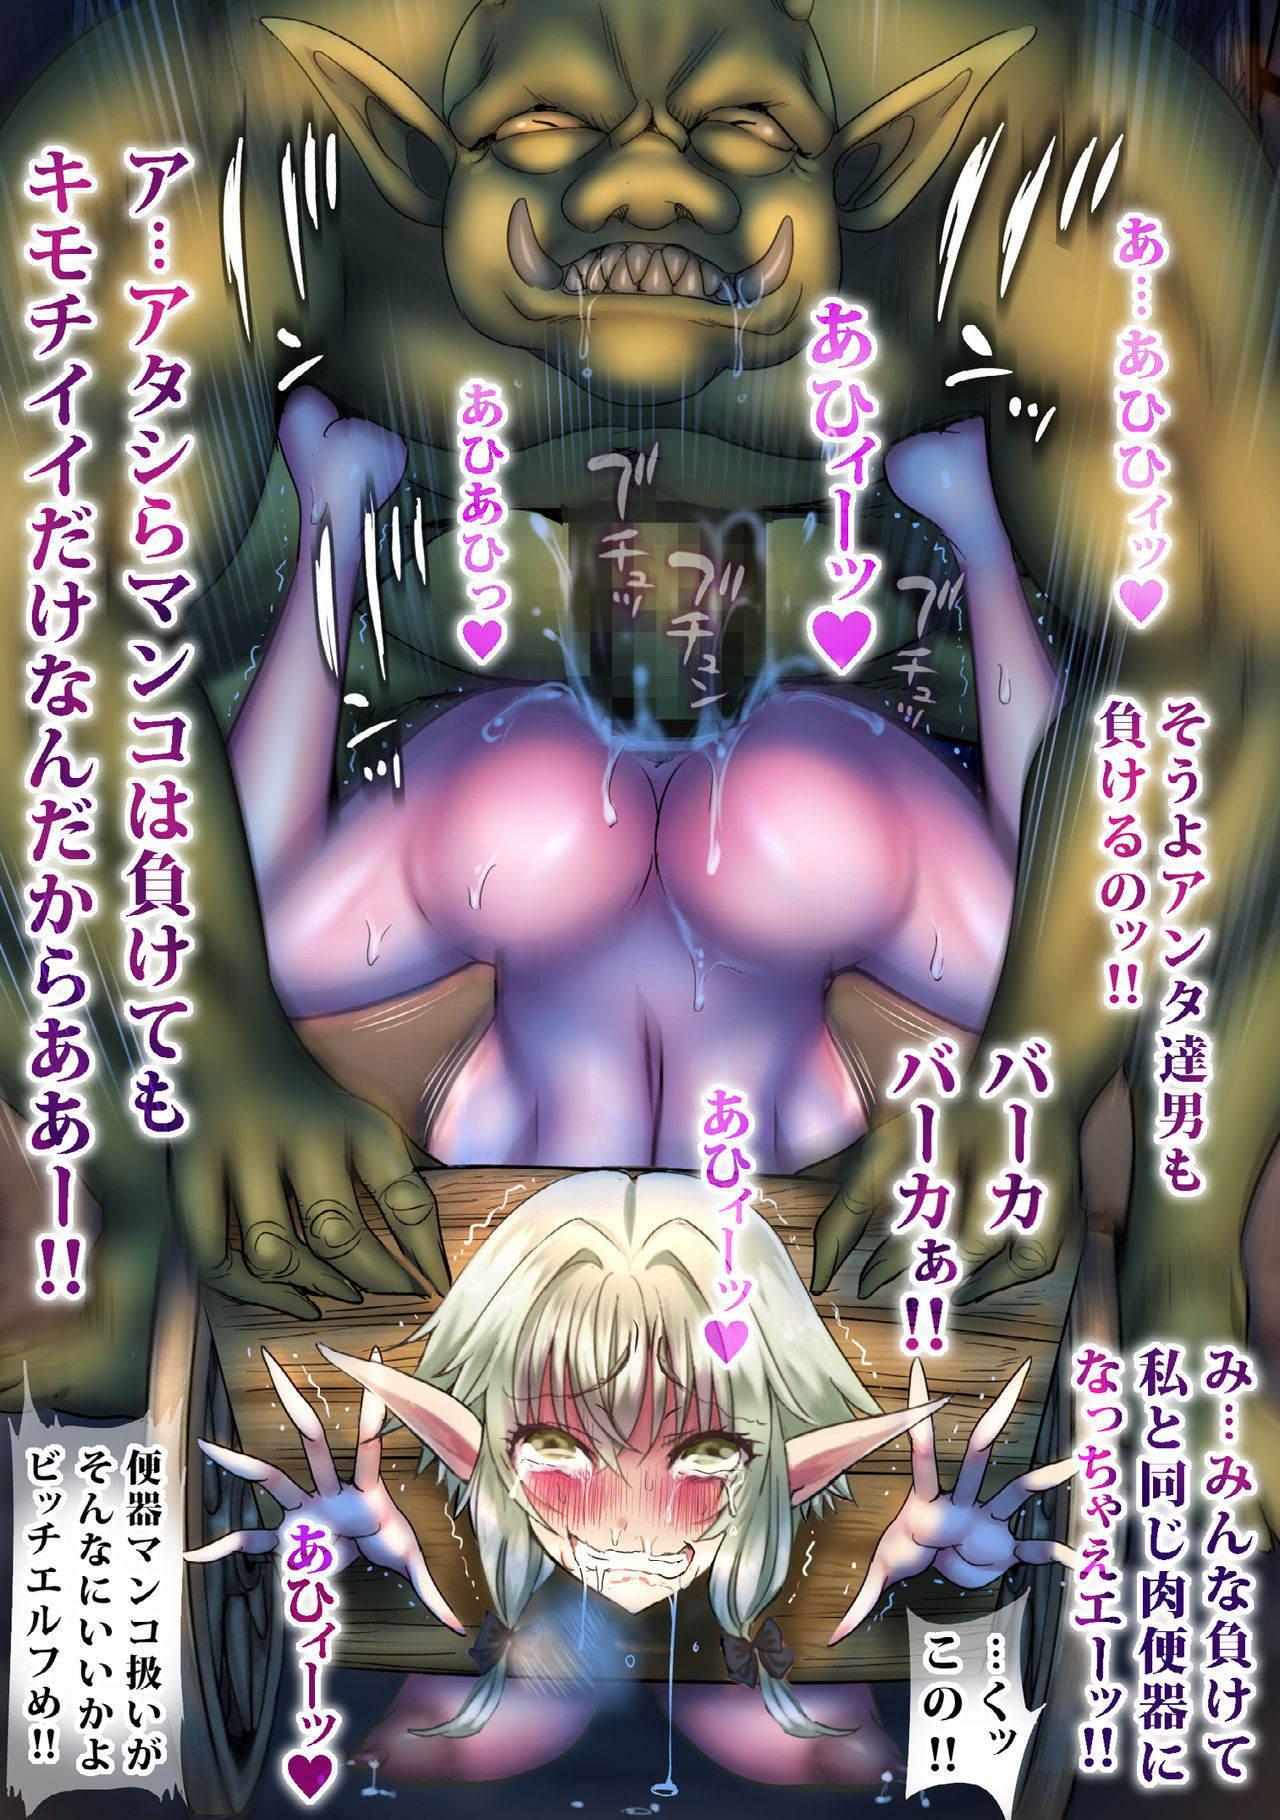 あ…あひひィッ♥
あひィーッ♥
あひあひっ♥
ブチュッ
ブチュン
ブチュッ
そうよアンタ達男も
負けるのッ!!
バーカ
バーカぁ!!
み…みんな負けて
私と同じ肉便器に
なっちゃえエーッ!!
…くッ
この!!
ア…アタシらマンコは負けても
キモチイイだけなんだからああー!!
あひィーッ♥
あひィーッ♥
便器マンコ扱いが
そんなにいいかよ
ビッチエルフめ!!